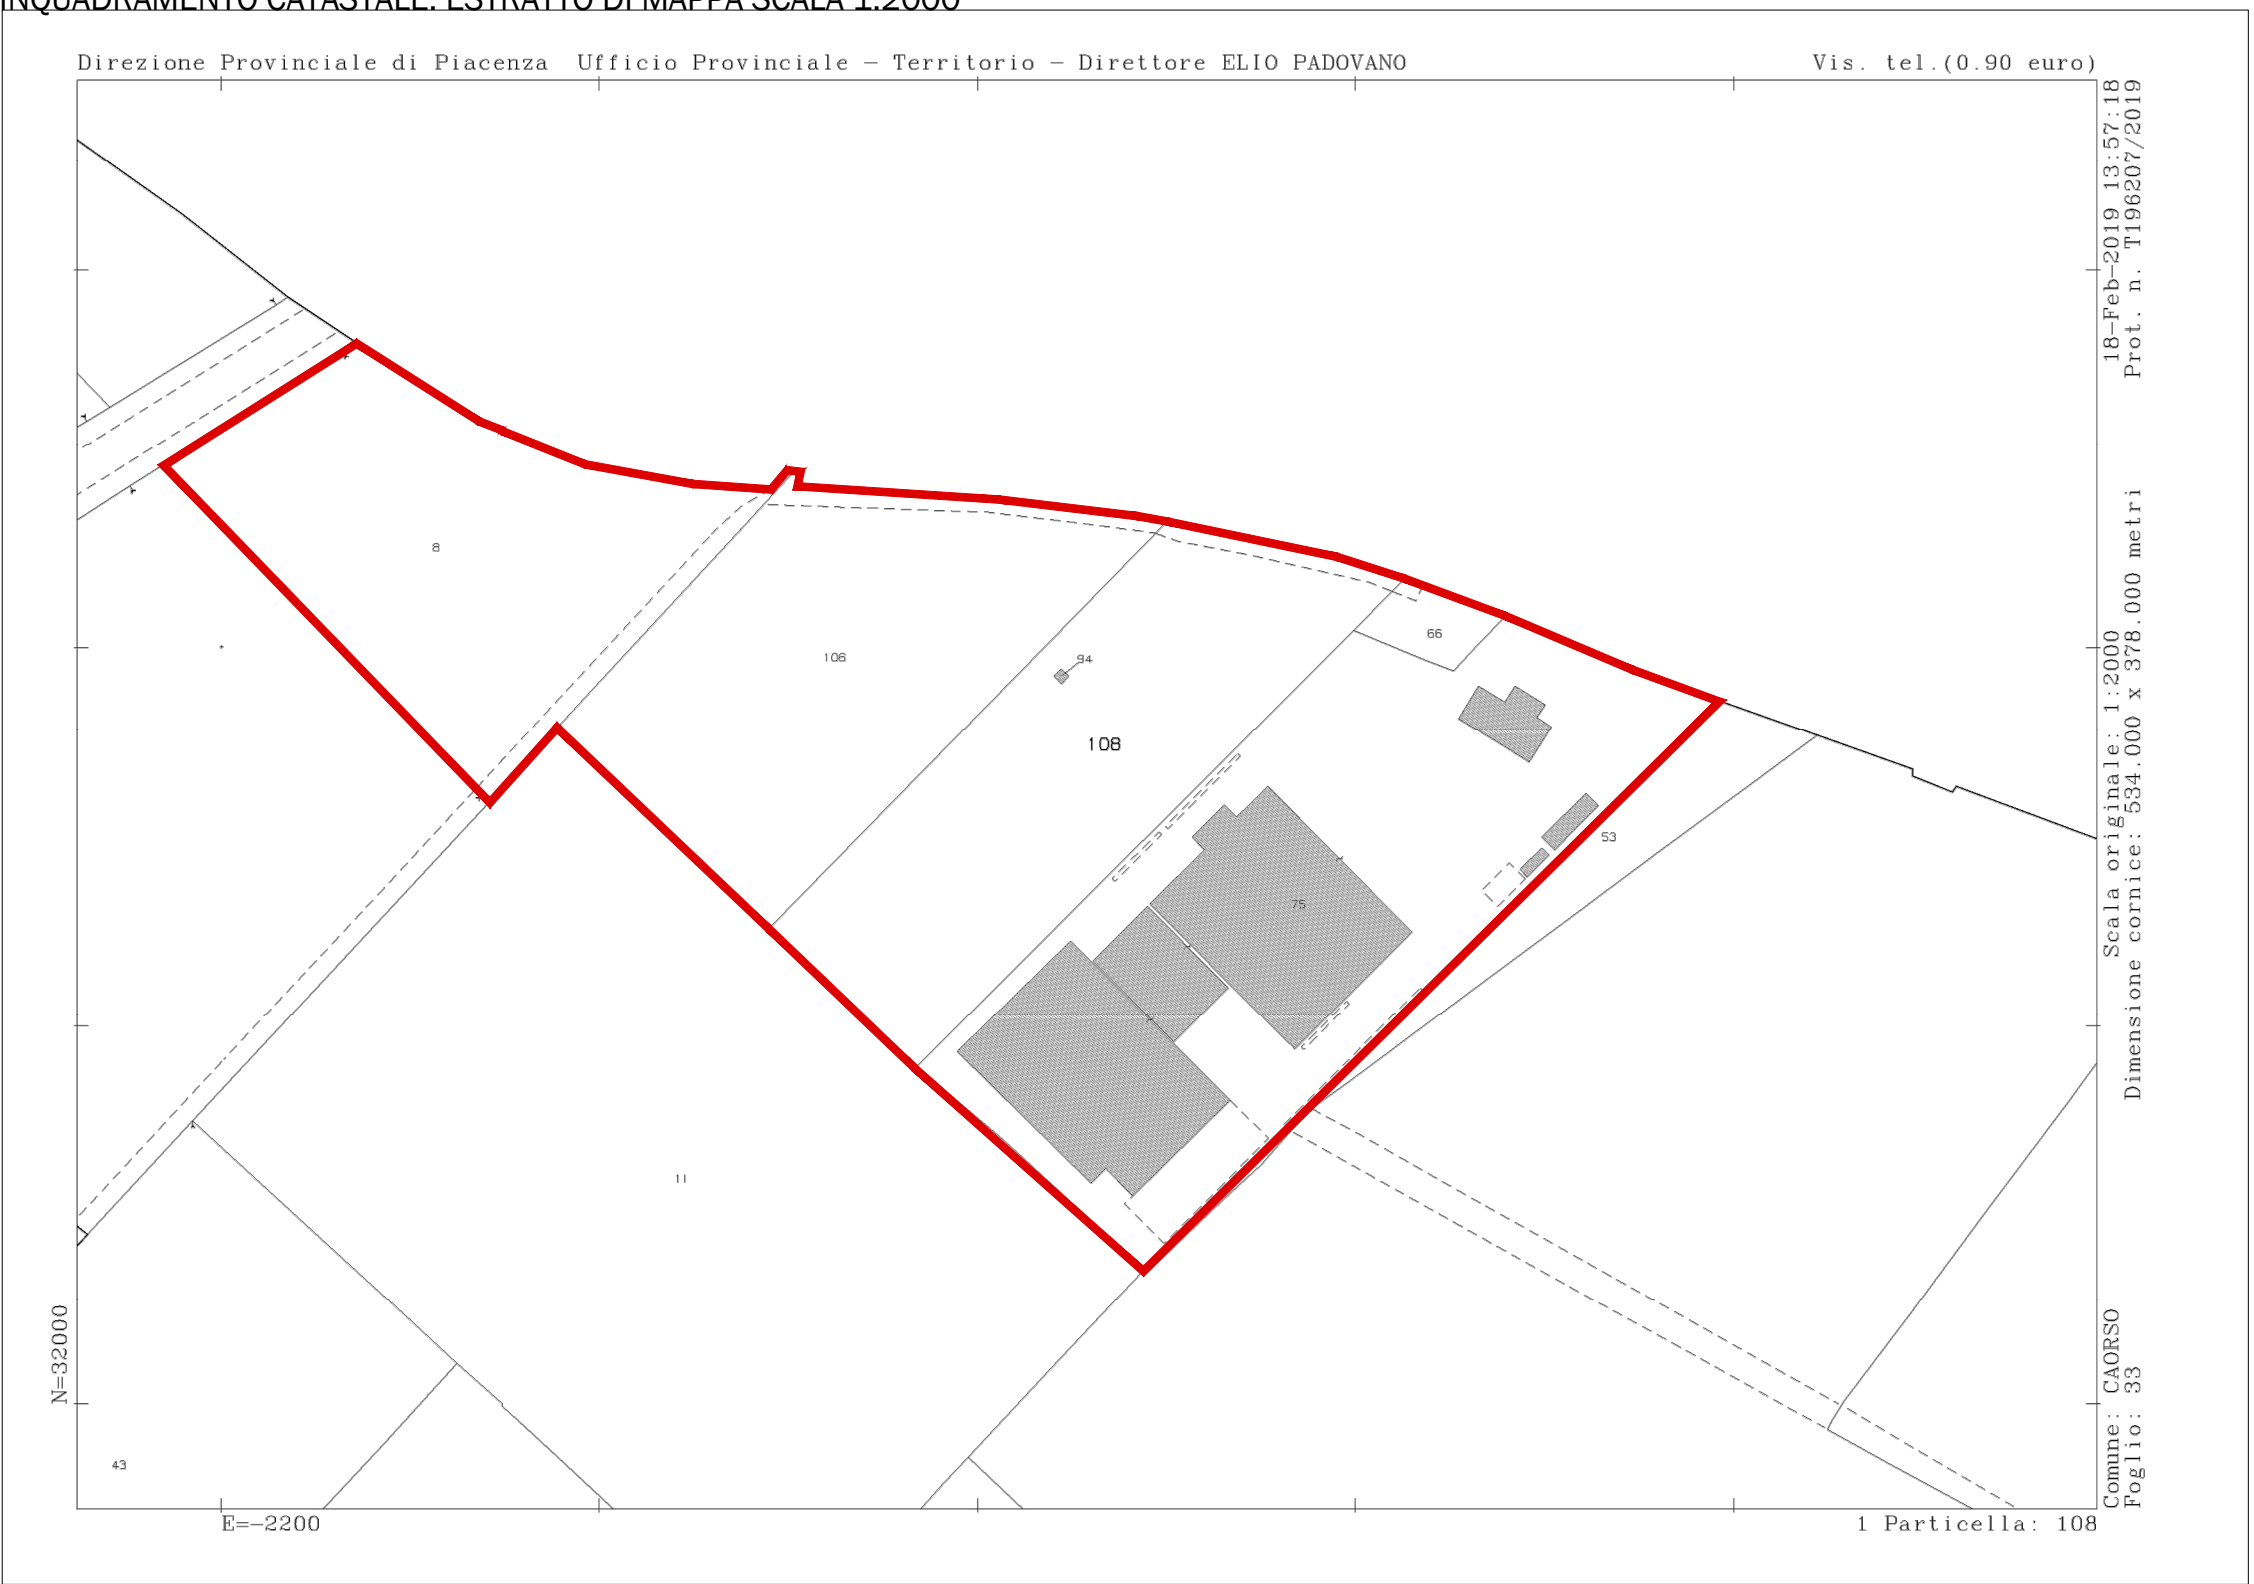 INQUADRAMENTO CATASTALE: ESTRATTO DI MAPPA SCALA 1:2000
Direzione Provinciale di Piacenza Ufficio Provinciale - Territorio - Direttore ELIO PADOVANO
Vis. tel.(0.90 euro)
18-Feb-2019 13:57:18
Prot. n. T196207/2019
Scala originale: 1:2000
Dimensione cornice: 534.000 x 378.000 metri
Comune: CAORSO
Foglio: 33
8
106
94
66
108
53
75
11
43
N=32000
E=-2200
1 Particella: 108